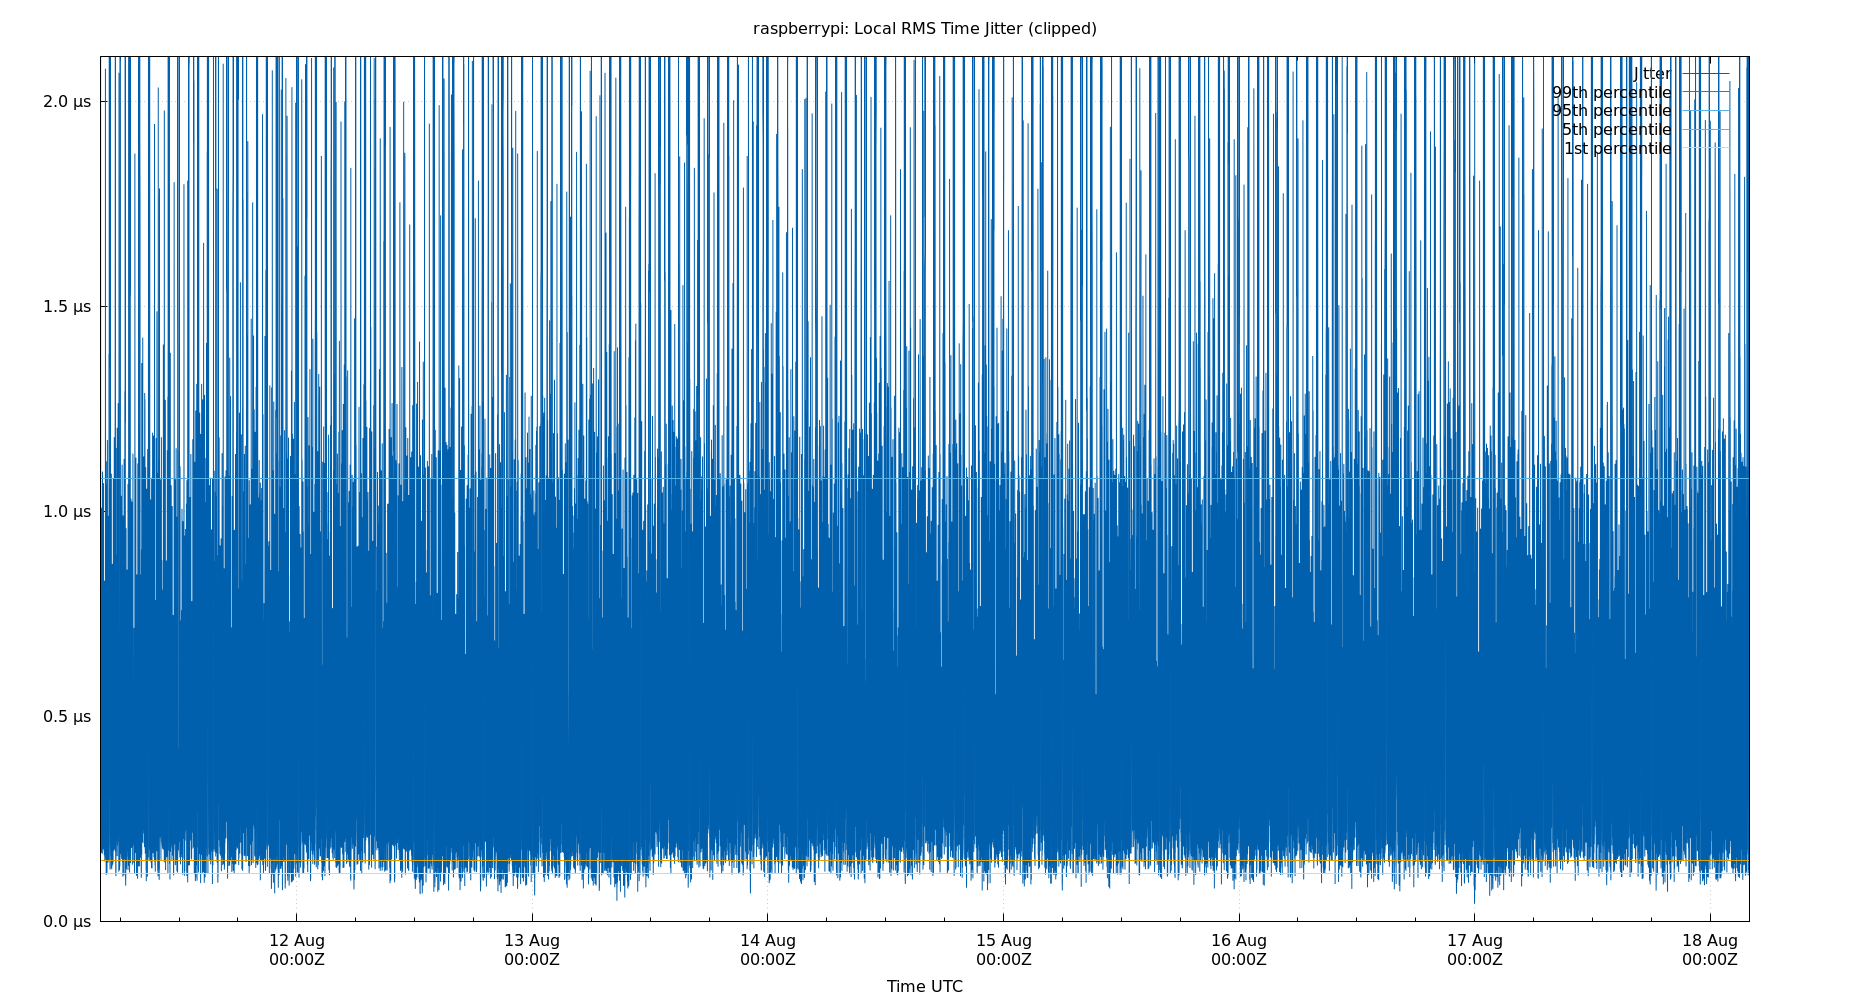 raspberrypi: Local RMS Time Jitter (clipped)
Jitter
99th percentile
95th percentile
5th percentile
1st percentile
2.0 µs
1.5 µs
1.0 µs
0.5 µs
0.0 µs
12 Aug
00:00Z
13 Aug
00:00Z
14 Aug
00:00Z
15 Aug
00:00Z
16 Aug
00:00Z
17 Aug
00:00Z
18 Aug
00:00Z
Time UTC